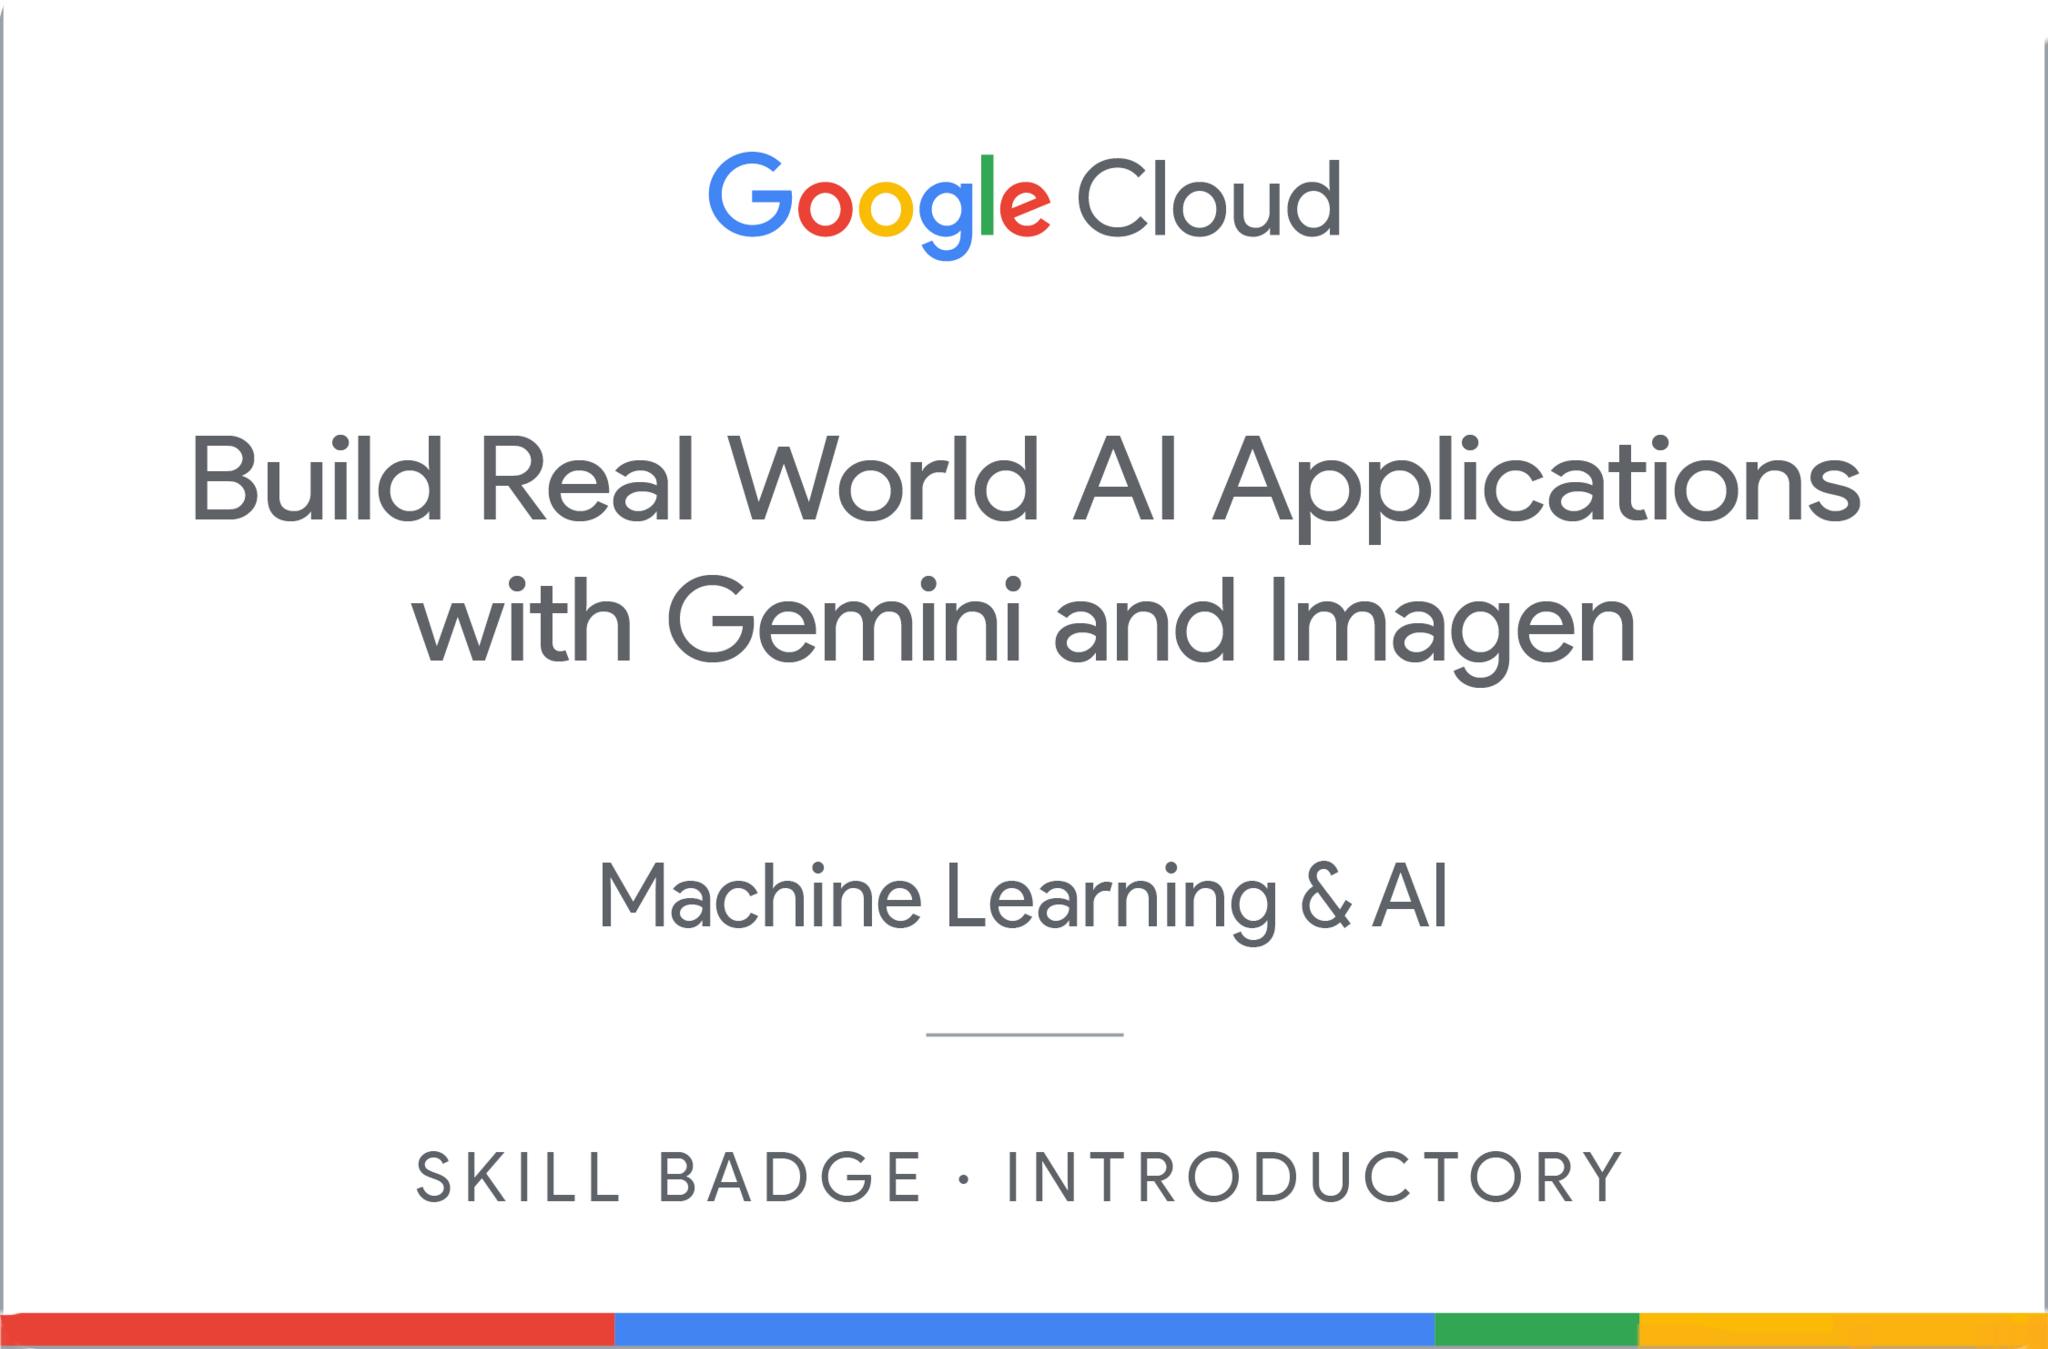 Google Cloud
Build Real World AI Applications
with Gemini and Imagen
Machine Learning & AI
SKILL BADGE · INTRODUCTORY